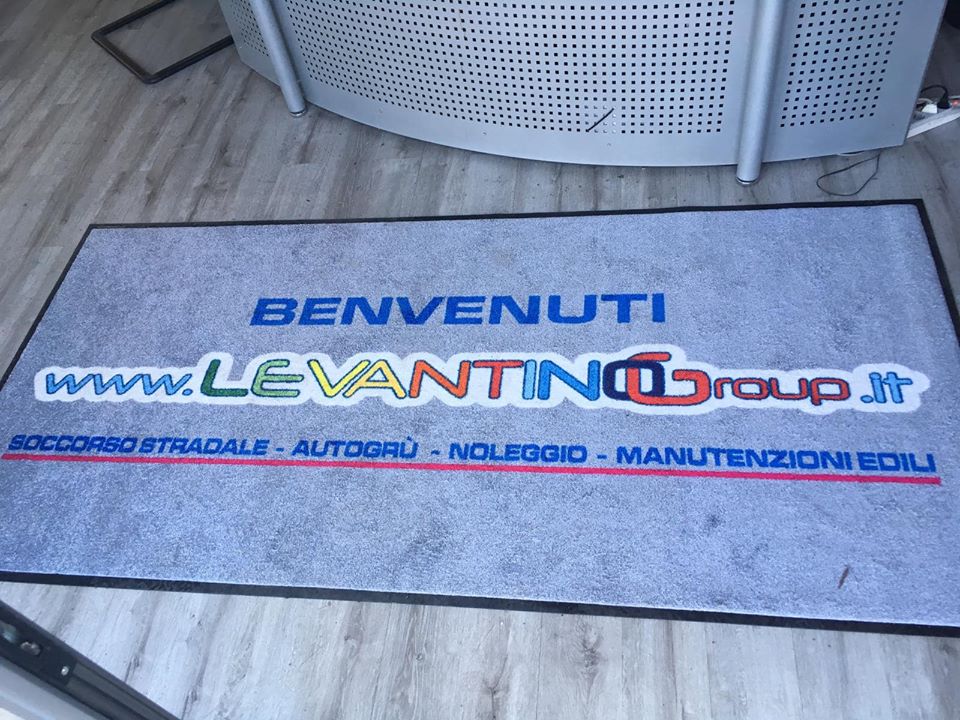 BENVENUTI
www.LEVANTINOGroup.it
SOCCORSO STRADALE - AUTOGRÙ - NOLEGGIO - MANUTENZIONI EDILI